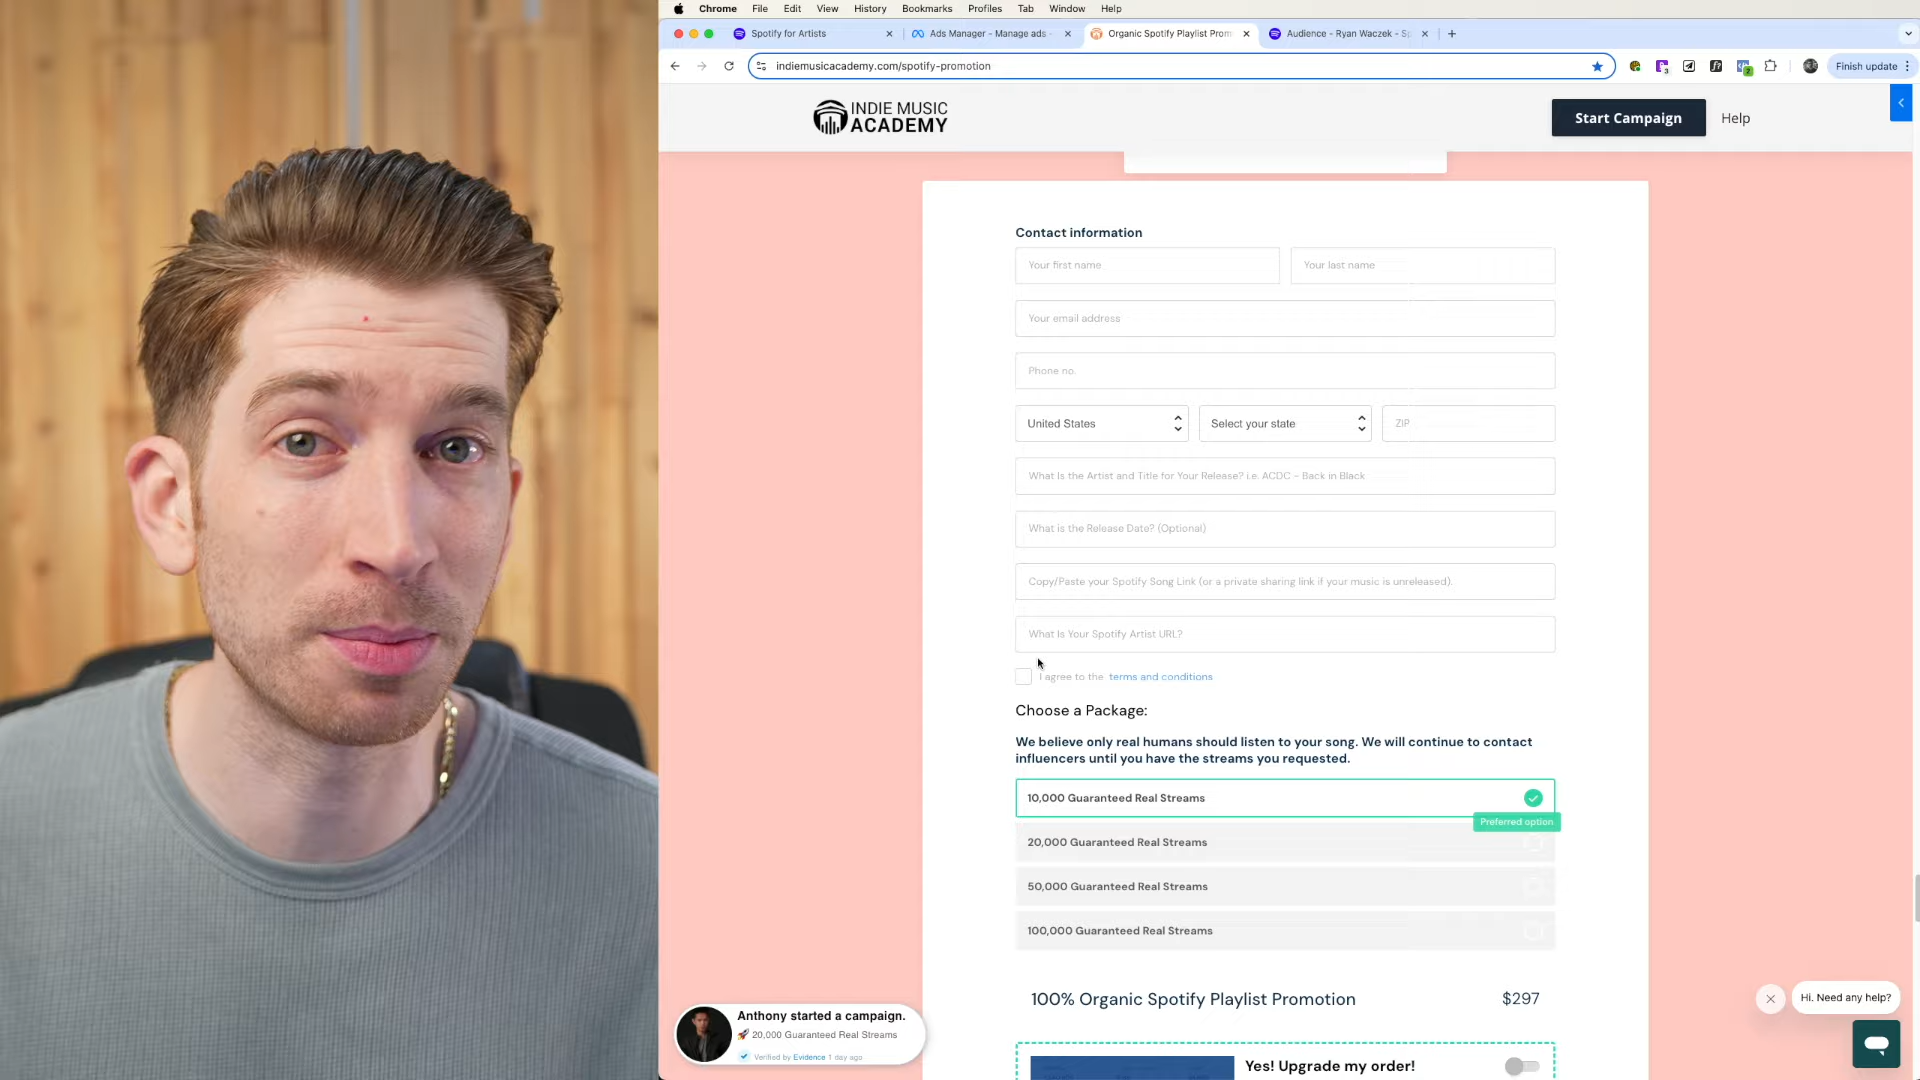 Chrome File Edit View History Bookmarks Profiles Tab Window Help
Spotify for Artists
Ads Manager - Manage ads -
Organic Spotify Playlist Prom
Audience - Ryan Waczek - Sp
indiemusicacademy.com/spotify-promotion
Finish update
INDIE MUSIC
ACADEMY
Start Campaign
Help
Contact information
Your first name
Your last name
Your email address
Phone no.
United States
Select your state
ZIP
What Is the Artist and Title for Your Release? i.e. ACDC – Back in Black
What is the Release Date? (Optional)
Copy/Paste your Spotify Song Link (or a private sharing link if your music is unreleased).
What Is Your Spotify Artist URL?
I agree to the terms and conditions
Choose a Package:
We believe only real humans should listen to your song. We will continue to contact
influencers until you have the streams you requested.
10,000 Guaranteed Real Streams
Preferred option
20,000 Guaranteed Real Streams
50,000 Guaranteed Real Streams
100,000 Guaranteed Real Streams
100% Organic Spotify Playlist Promotion
$297
Yes! Upgrade my order!
Anthony started a campaign.
🚀 20,000 Guaranteed Real Streams
Verified by Evidence 1 day ago
Hi. Need any help?